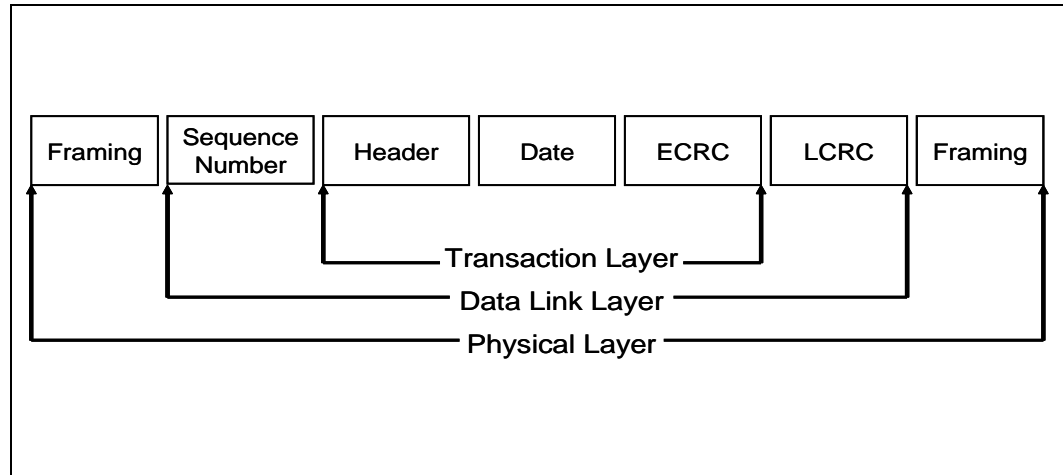 Framing
Sequence
Number
Header
Date
ECRC
LCRC
Framing
Transaction Layer
Data Link Layer
Physical Layer